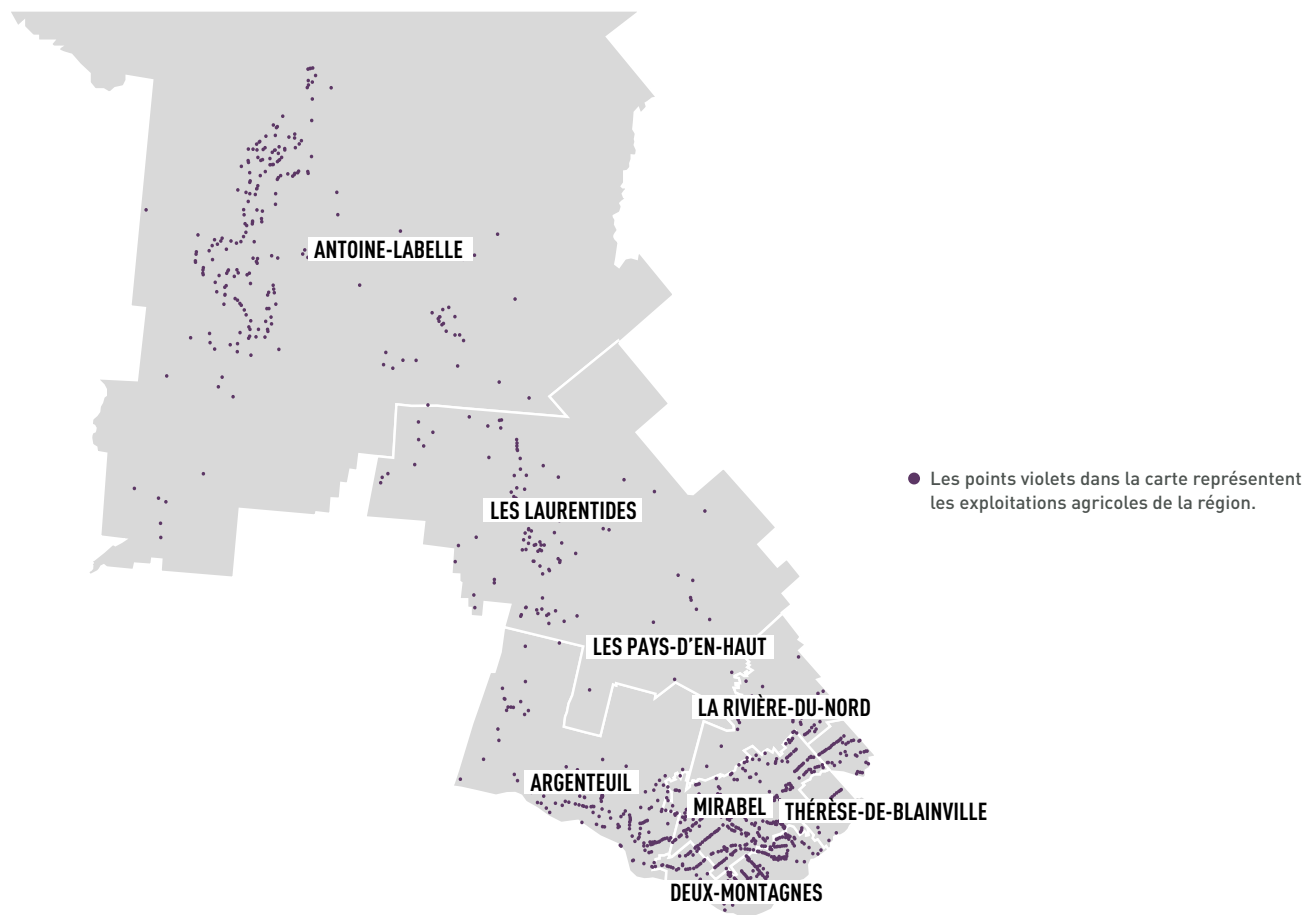 ANTOINE-LABELLE
Les points violets dans la carte représentent
les exploitations agricoles de la région.
LES LAURENTIDES
LES PAYS-D'EN-HAUT
LA RIVIÈRE-DU-NORD
ARGENTEUIL
MIRABEL
THÉRÈSE-DE-BLAINVILLE
DEUX-MONTAGNES